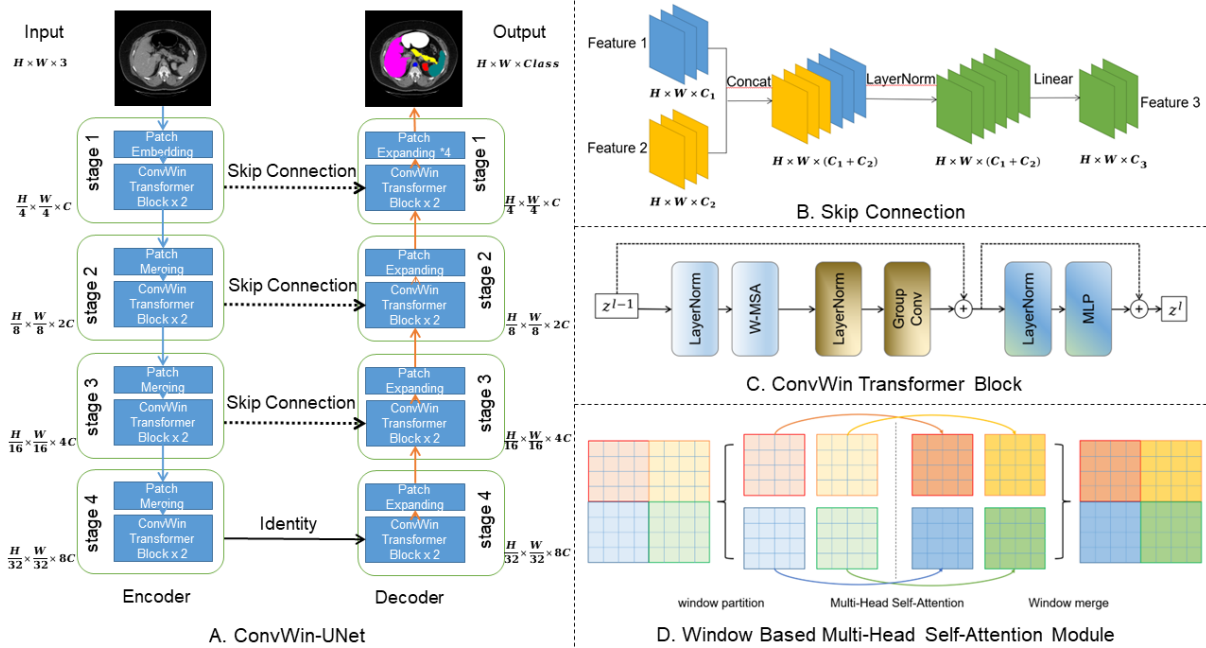 Input
H × W × 3
Output
H × W × Class
stage 1
Patch
Embedding
ConvWin
Transformer
Block x 2
H/4 × W/4 × C
Skip Connection
Patch
Expanding *4
ConvWin
Transformer
Block x 2
stage 1
H/4 × W/4 × C
stage 2
Patch
Merging
ConvWin
Transformer
Block x 2
H/8 × W/8 × 2C
Skip Connection
Patch
Expanding
ConvWin
Transformer
Block x 2
stage 2
H/8 × W/8 × 2C
stage 3
Patch
Merging
ConvWin
Transformer
Block x 2
H/16 × W/16 × 4C
Skip Connection
Patch
Expanding
ConvWin
Transformer
Block x 2
stage 3
H/16 × W/16 × 4C
stage 4
Patch
Merging
ConvWin
Transformer
Block x 2
H/32 × W/32 × 8C
Identity
Patch
Expanding
ConvWin
Transformer
Block x 2
stage 4
H/32 × W/32 × 8C
Encoder
Decoder
A. ConvWin-UNet
Feature 1
H × W × C₁
Feature 2
H × W × C₂
Concat
H × W × (C₁ + C₂)
LayerNorm
H × W × (C₁ + C₂)
Linear
Feature 3
H × W × C₃
B. Skip Connection
zˡ⁻¹
LayerNorm
W-MSA
LayerNorm
Group
Conv
+
LayerNorm
MLP
+
zˡ
C. ConvWin Transformer Block
window partition
Multi-Head Self-Attention
Window merge
D. Window Based Multi-Head Self-Attention Module